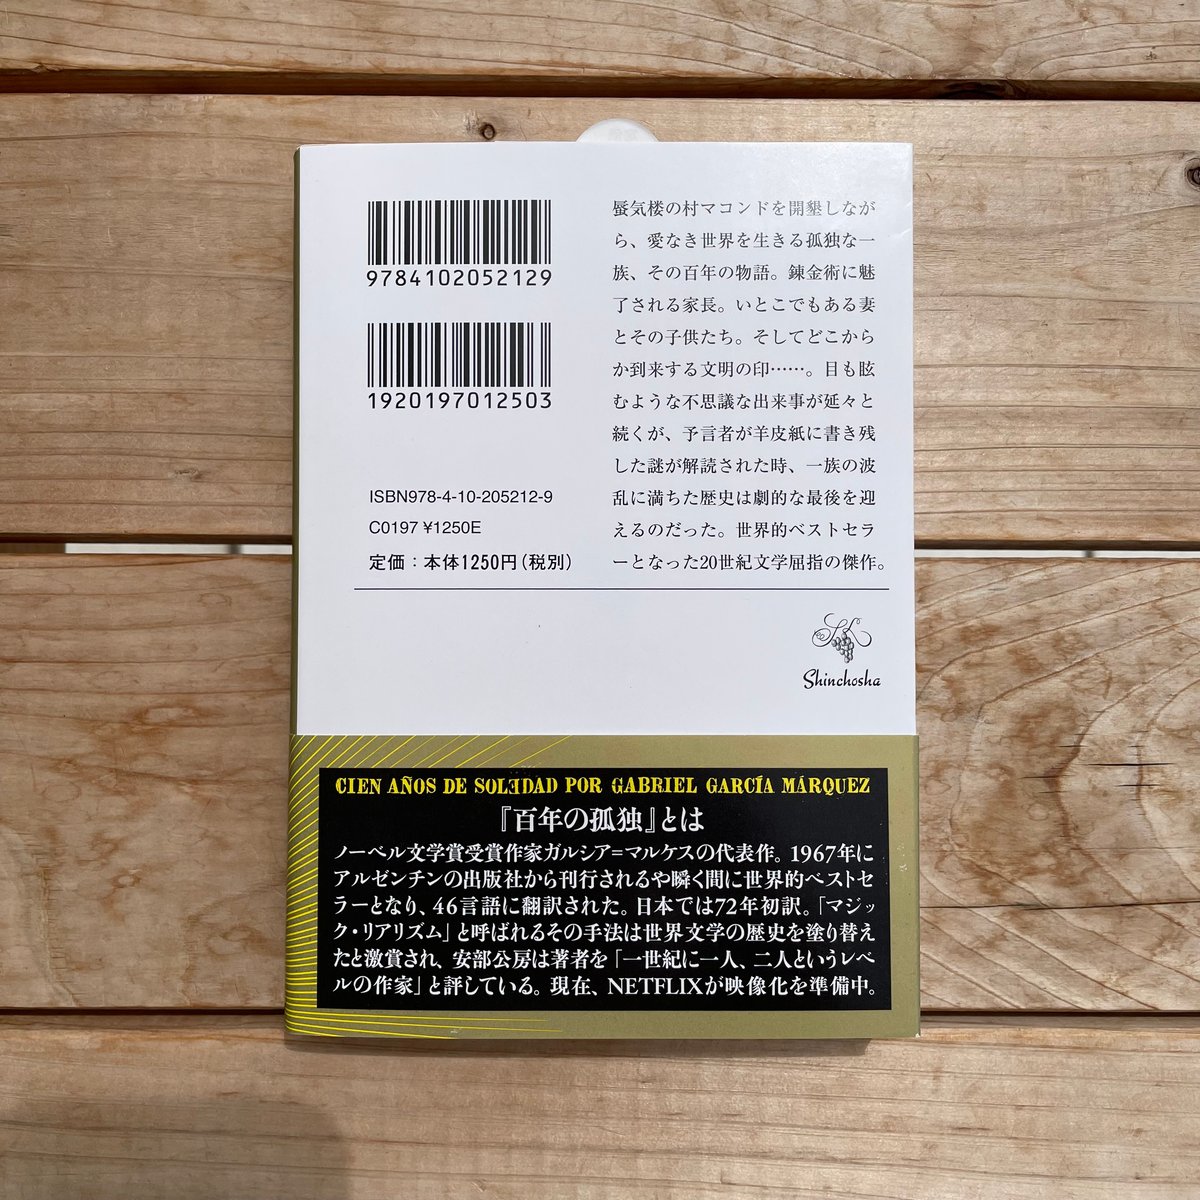 9784102052129
1920197012503
ISBN978-4-10-205212-9
C0197 ¥1250E
定価：本体1250円（税別）
蜃気楼の村マコンドを開墾しなが
ら、愛なき世界を生きる孤独な一
族、その百年の物語。錬金術に魅
了される家長。いとこでもある妻
とその子供たち。そしてどこから
か到来する文明の印……。目も眩
むような不思議な出来事が延々と
続くが、予言者が羊皮紙に書き残
した謎が解読された時、一族の波
乱に満ちた歴史は劇的な最後を迎
えるのだった。世界的ベストセラ
ーとなった20世紀文学屈指の傑作。
Shinchosha
CIEN AÑOS DE SOLEDAD POR GABRIEL GARCÍA MÁRQUEZ
『百年の孤独』とは
ノーベル文学賞受賞作家ガルシア=マルケスの代表作。1967年に
アルゼンチンの出版社から刊行されるや瞬く間に世界的ベストセ
ラーとなり、46言語に翻訳された。日本では72年初訳。「マジッ
ク・リアリズム」と呼ばれるその手法は世界文学の歴史を塗り替え
たと激賞され、安部公房は著者を「一世紀に一人、二人というレベ
ルの作家」と評している。現在、NETFLIXが映像化を準備中。